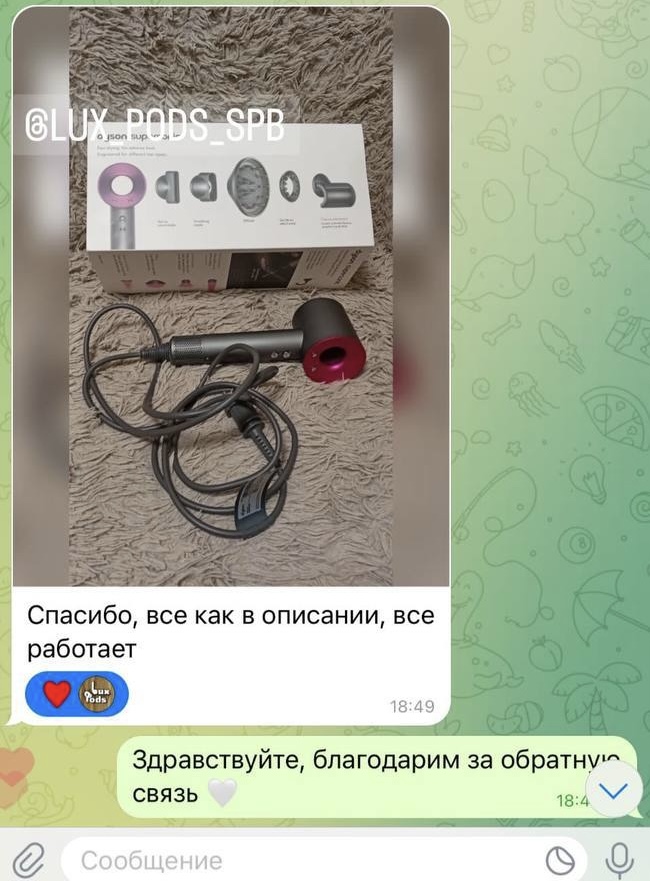 @LUX_PODS_SPB
dyson supersonic
Спасибо, все как в описании, все
работает
Lux
Pods
18:49
Здравствуйте, благодарим за обратную
связь
18:4
Сообщение